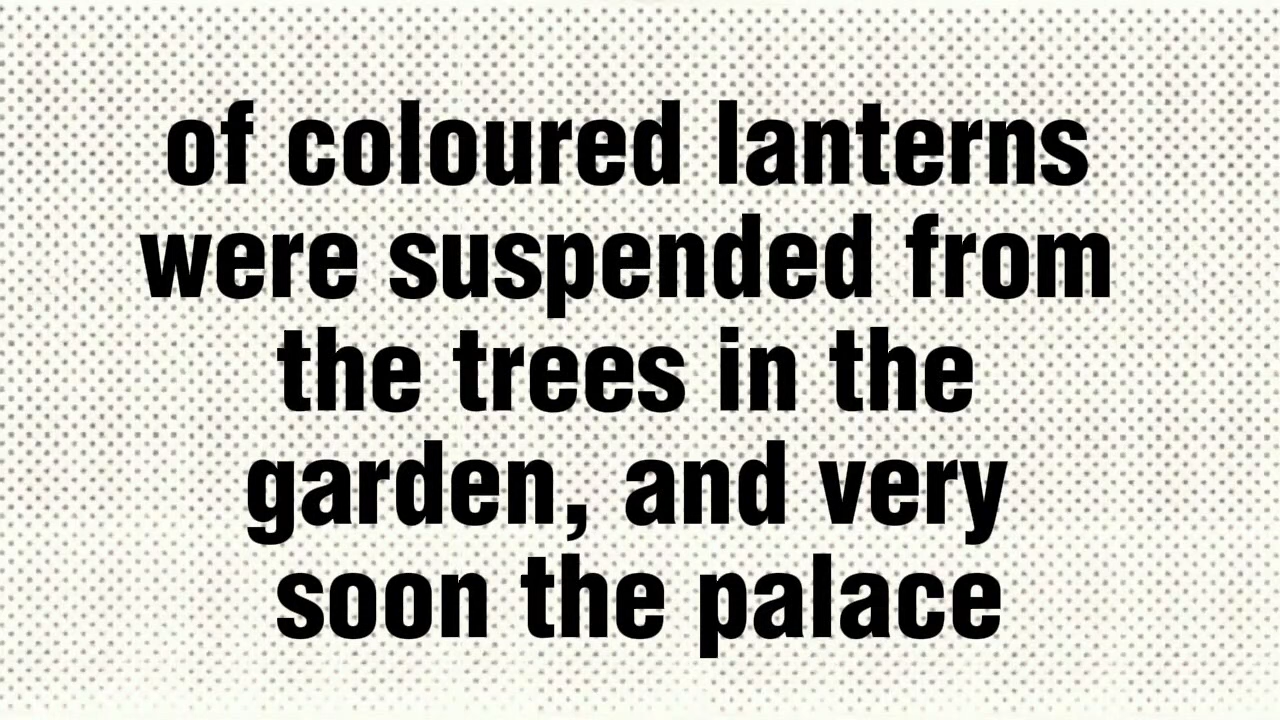 of coloured lanterns
were suspended from
the trees in the
garden, and very
soon the palace